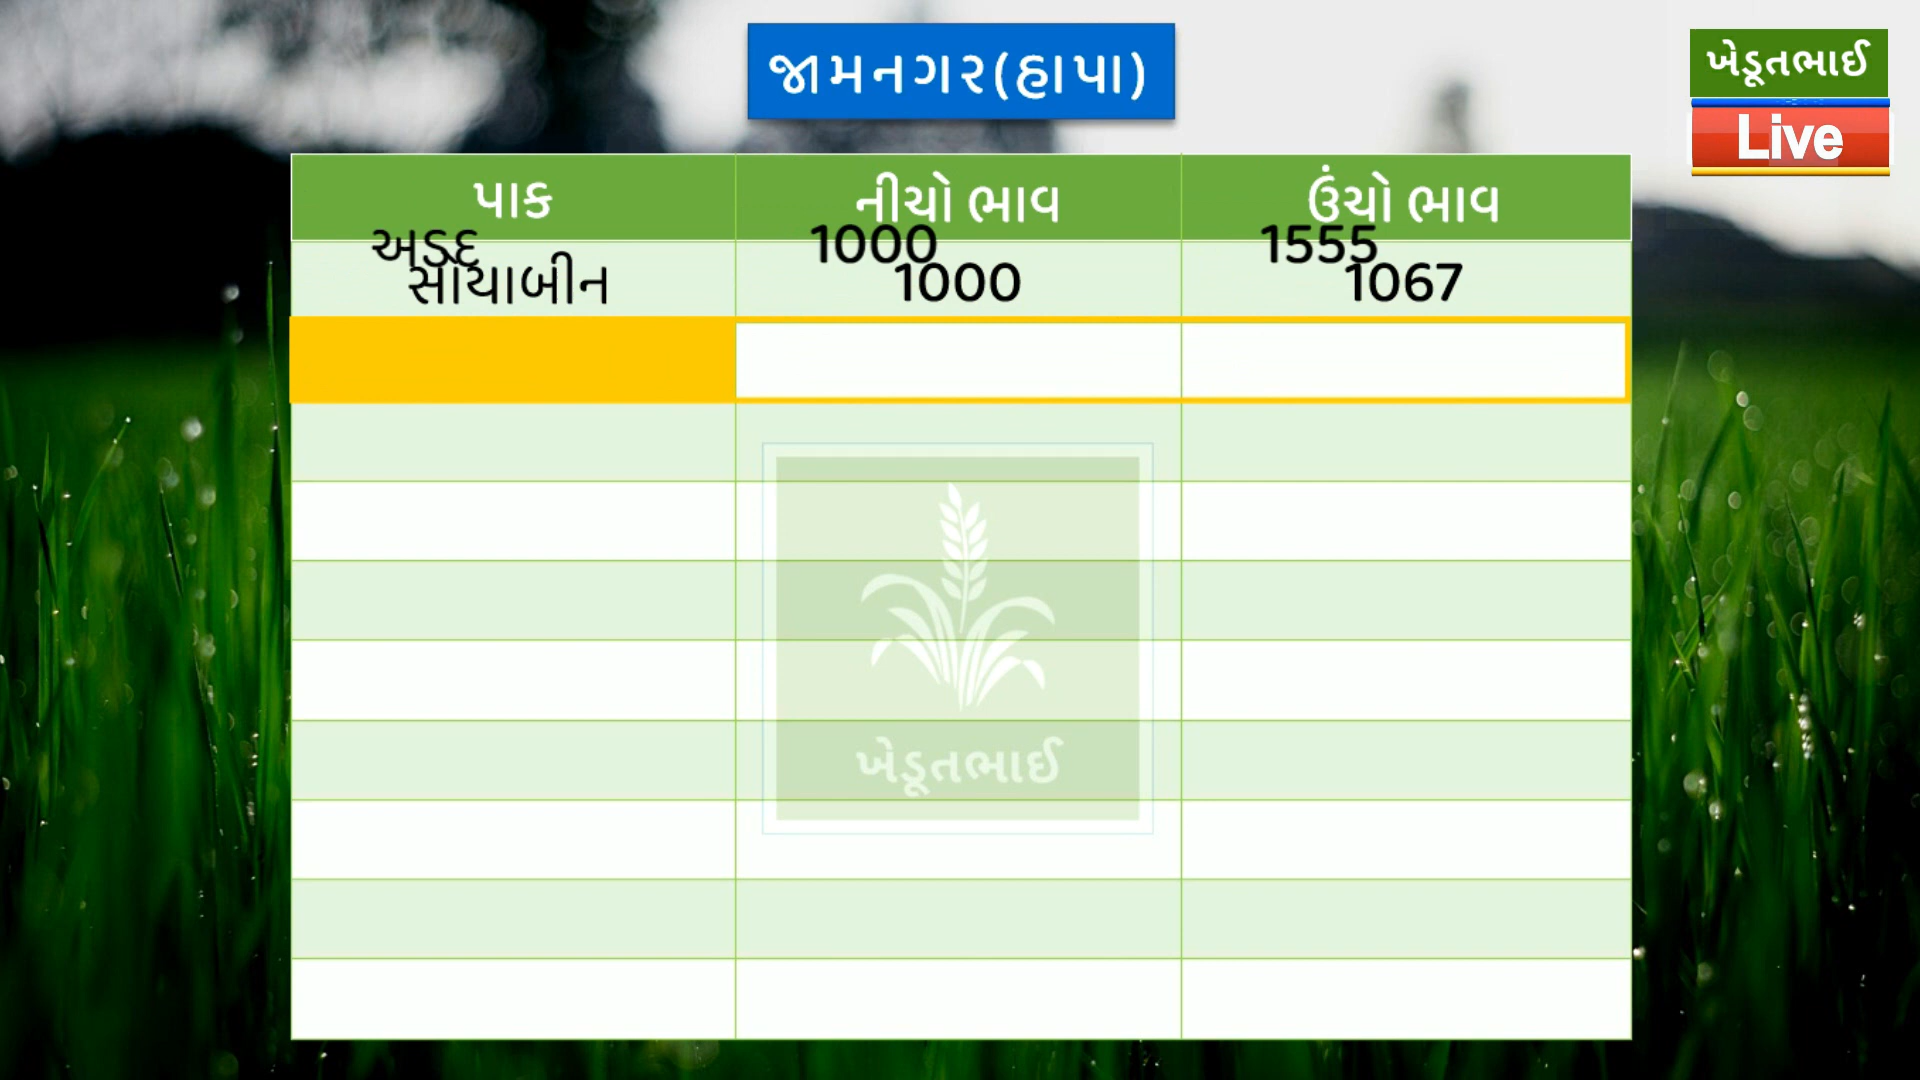 જામનગર(હાપા)
ખેડૂતભાઈ
Live
પાક નીચો ભાવ ઉંચો ભાવ
અડદ 1000 1555
સોયાબીન 1000 1067
ખેડૂતભાઈ